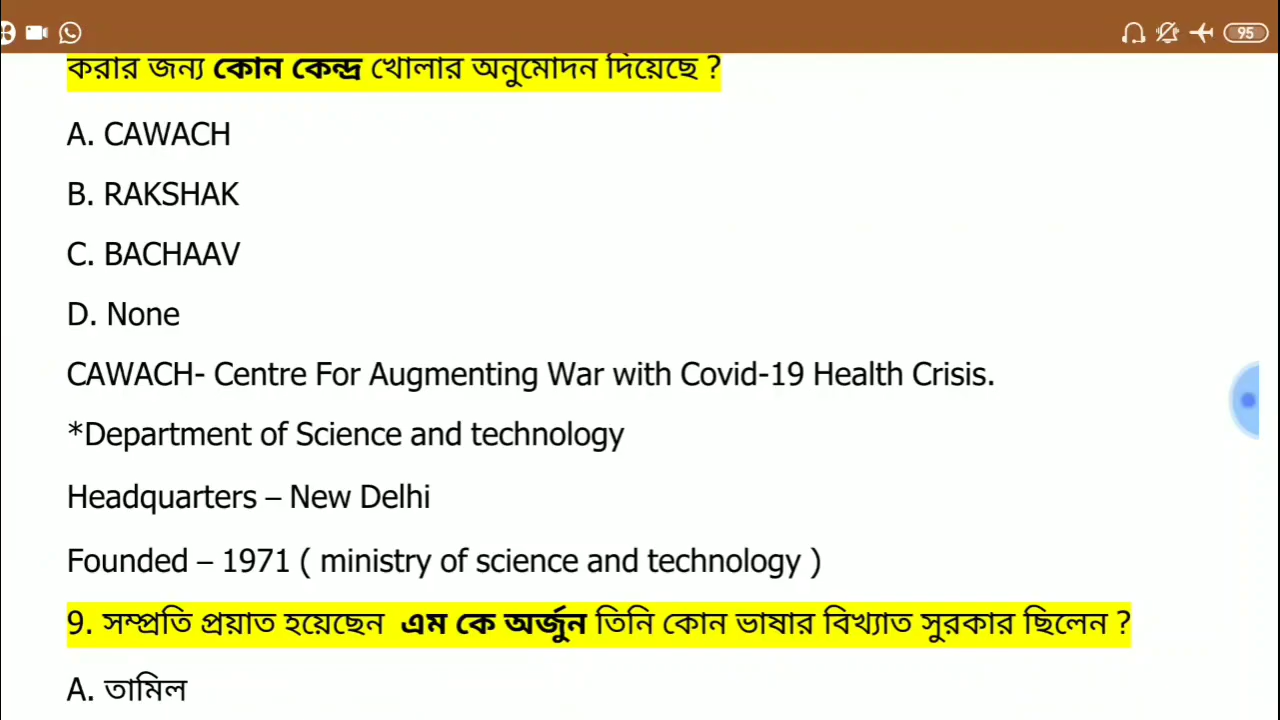 95
করার জন্য কোন কেন্দ্র খোলার অনুমোদন দিয়েছে ?
A. CAWACH
B. RAKSHAK
C. BACHAAV
D. None
CAWACH- Centre For Augmenting War with Covid-19 Health Crisis.
*Department of Science and technology
Headquarters – New Delhi
Founded – 1971 ( ministry of science and technology )
9. সম্প্রতি প্রয়াত হয়েছেন এম কে অর্জুন তিনি কোন ভাষার বিখ্যাত সুরকার ছিলেন ?
A. তামিল